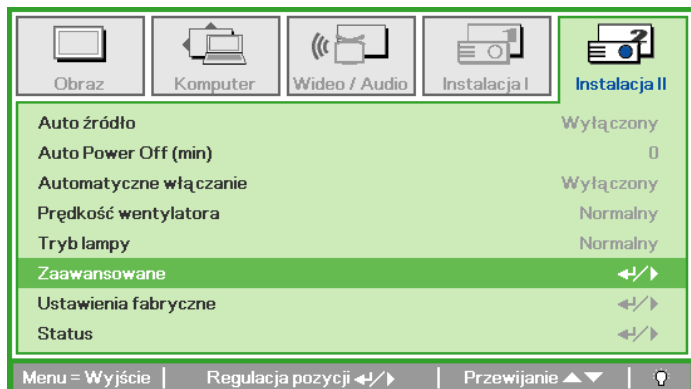 Obraz Komputer Wideo / Audio Instalacja I Instalacja II
Auto źródło Wyłączony
Auto Power Off (min) 0
Automatyczne włączanie Wyłączony
Prędkość wentylatora Normalny
Tryb lampy Normalny
Zaawansowane
Ustawienia fabryczne
Status
Menu = Wyjście | Regulacja pozycji / | Przewijanie |